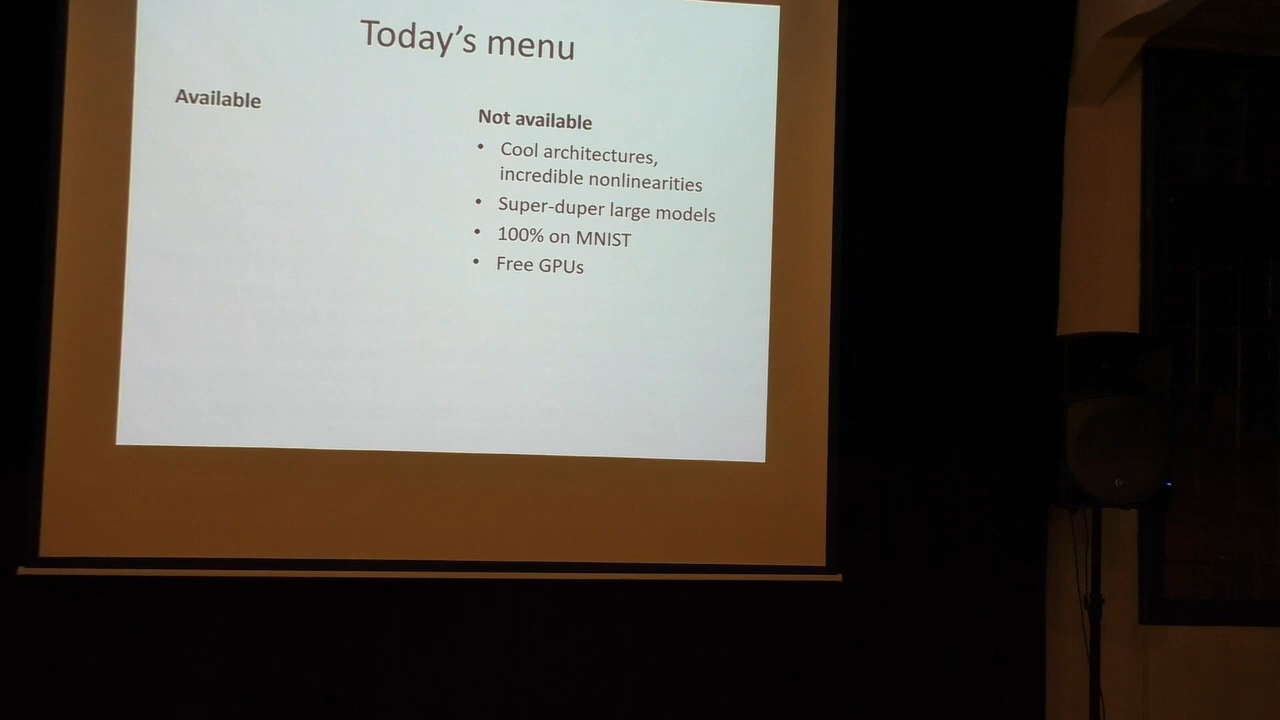 Today's menu
Available
Not available
• Cool architectures,
incredible nonlinearities
• Super-duper large models
• 100% on MNIST
• Free GPUs